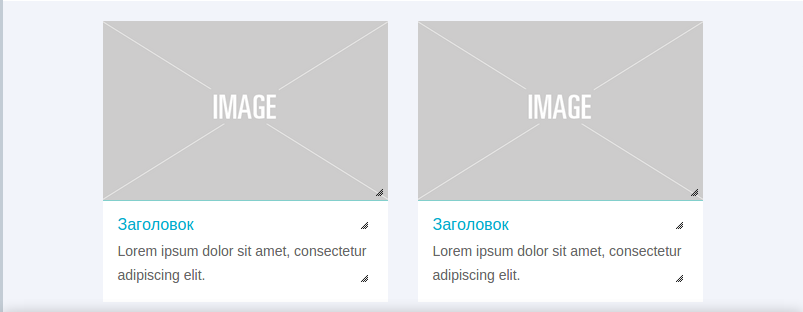 IMAGE
IMAGE
Заголовок
Lorem ipsum dolor sit amet, consectetur
adipiscing elit.
Заголовок
Lorem ipsum dolor sit amet, consectetur
adipiscing elit.